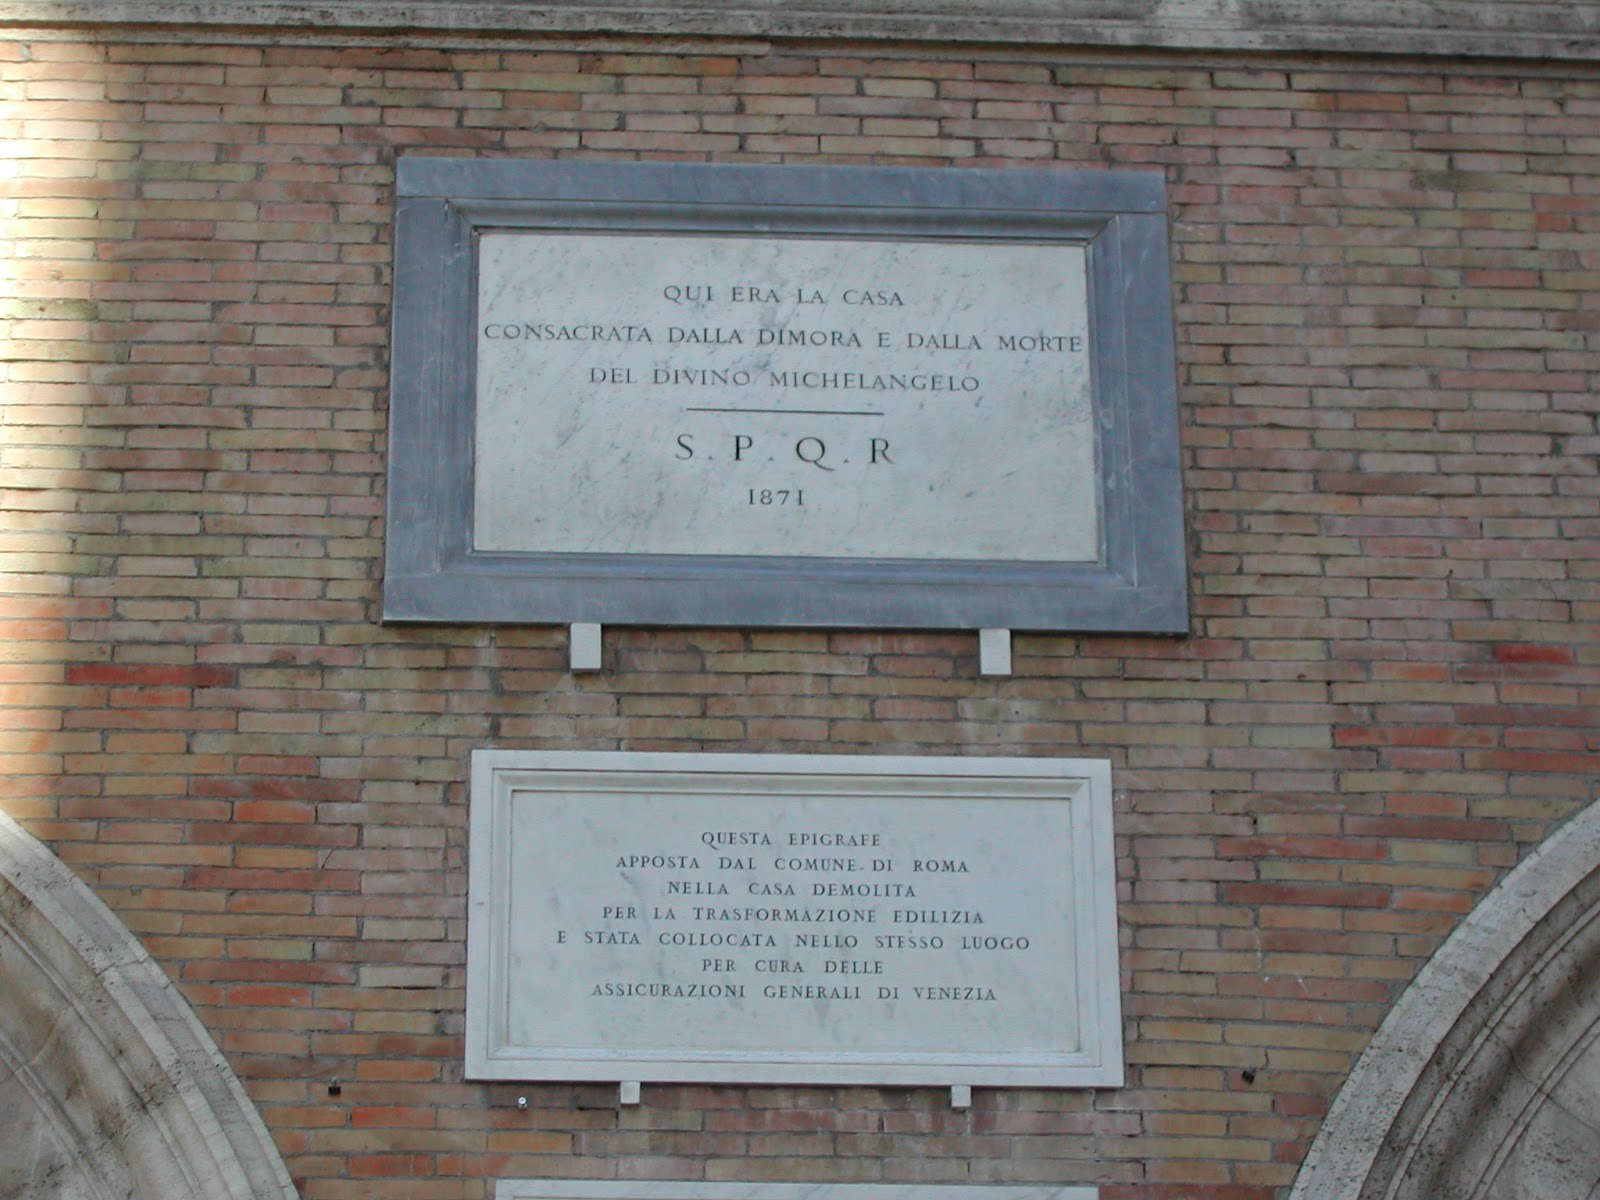 QUI ERA LA CASA
CONSACRATA DALLA DIMORA E DALLA MORTE
DEL DIVINO MICHELANGELO
S.P.Q.R
1871
QUESTA EPIGRAFE
APPOSTA DAL COMUNE DI ROMA
NELLA CASA DEMOLITA
PER LA TRASFORMAZIONE EDILIZIA
E STATA COLLOCATA NELLO STESSO LUOGO
PER CURA DELLE
ASSICURAZIONI GENERALI DI VENEZIA